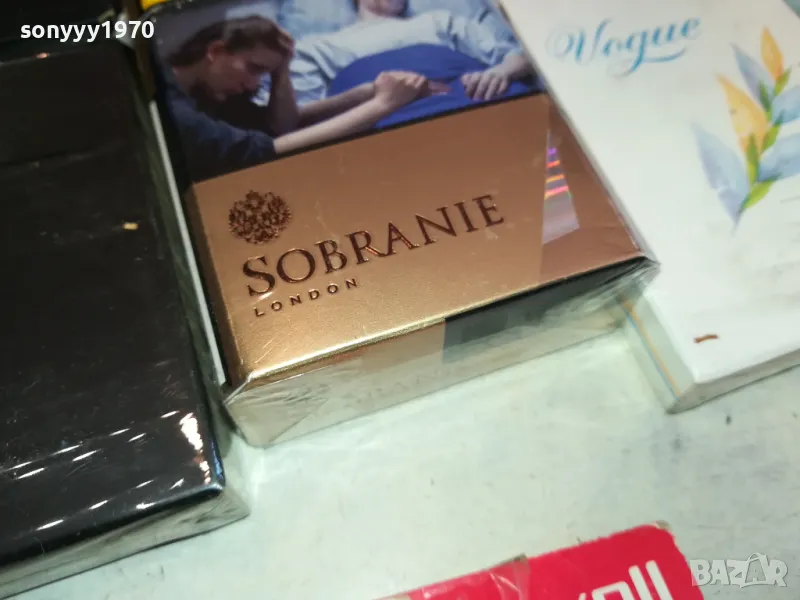 sonyyy1970
Vogue
SOBRANIE
LONDON
BAZAR